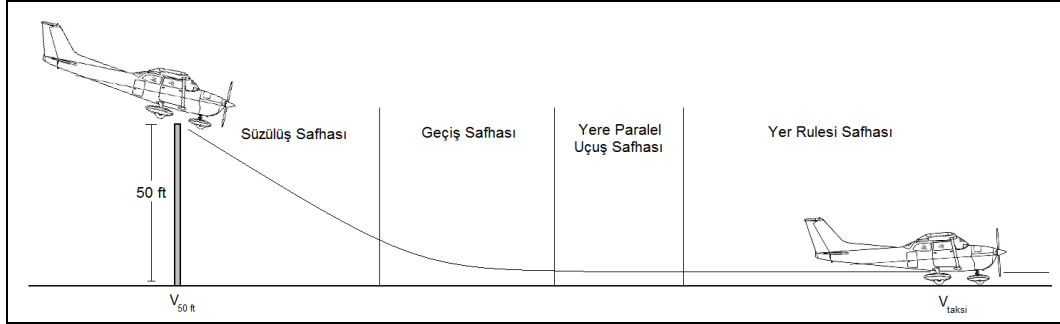 Süzülüş Safhası
Geçiş Safhası
Yere Paralel
Uçuş Safhası
Yer Rulesi Safhası
50 ft
V50 ft
Vtaksi